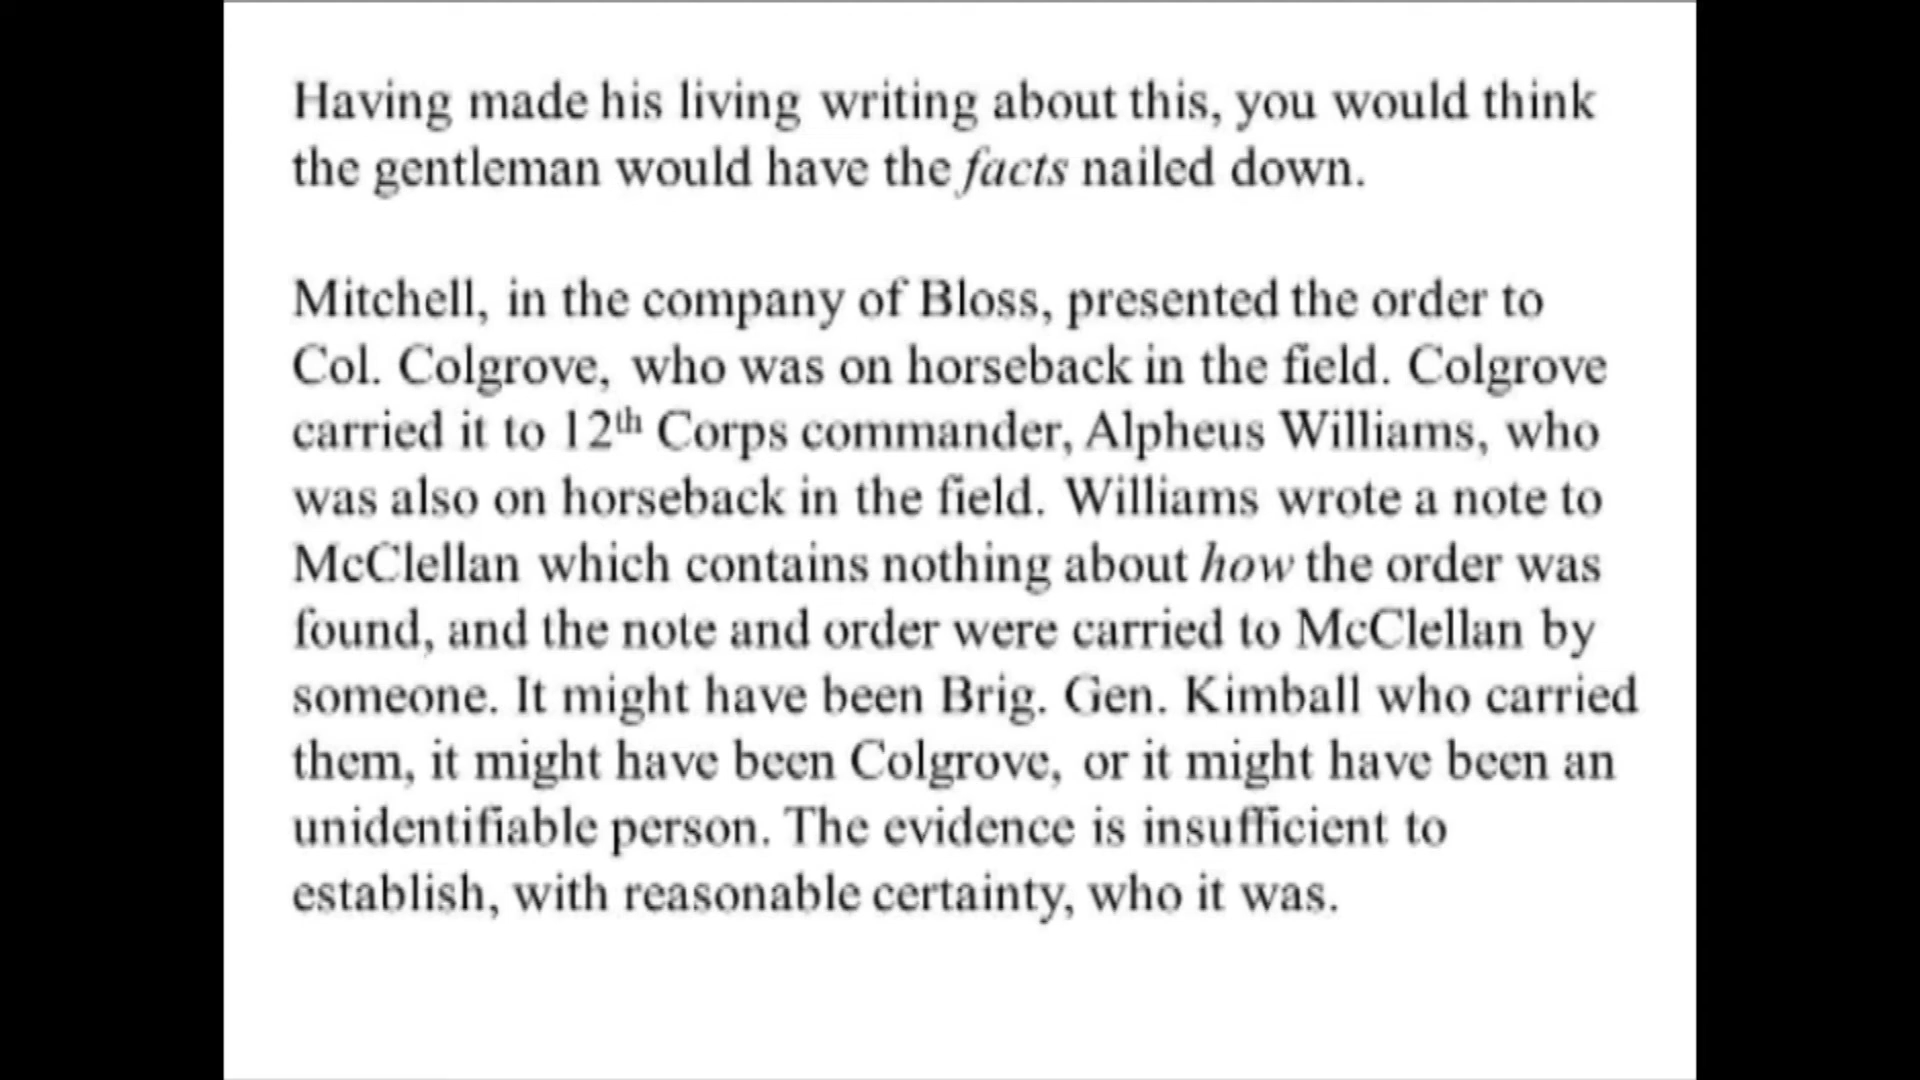 Having made his living writing about this, you would think
the gentleman would have the facts nailed down.
Mitchell, in the company of Bloss, presented the order to
Col. Colgrove, who was on horseback in the field. Colgrove
carried it to 12th Corps commander, Alpheus Williams, who
was also on horseback in the field. Williams wrote a note to
McClellan which contains nothing about how the order was
found, and the note and order were carried to McClellan by
someone. It might have been Brig. Gen. Kimball who carried
them, it might have been Colgrove, or it might have been an
unidentifiable person. The evidence is insufficient to
establish, with reasonable certainty, who it was.